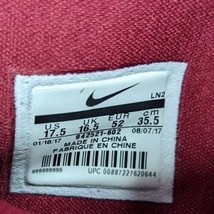 LN2
US UK EUR cm
17.5 16.5 52 35.5
01/18/17 942521-602 08/07/17
MADE IN CHINA
FABRIQUE EN CHINE
999999999
UPC 00887227620644